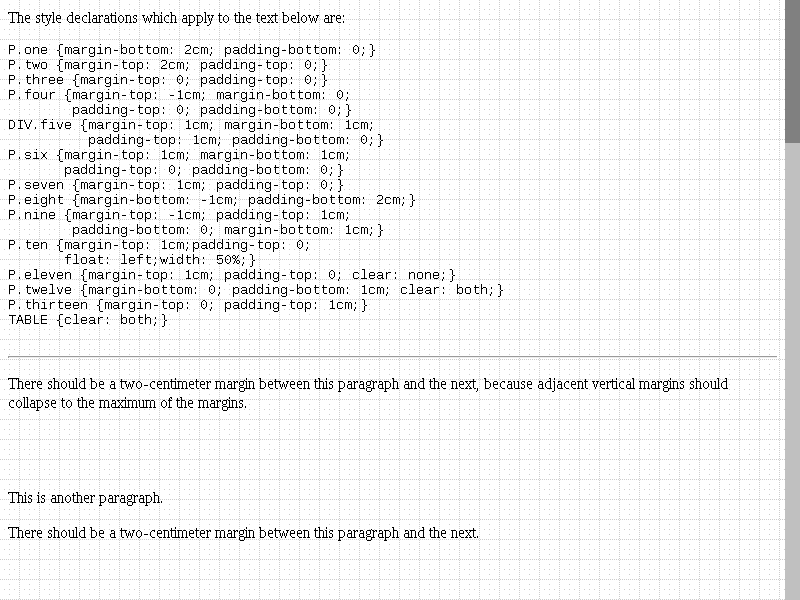 The style declarations which apply to the text below are:
P.one {margin-bottom: 2cm; padding-bottom: 0;}
P.two {margin-top: 2cm; padding-top: 0;}
P.three {margin-top: 0; padding-top: 0;}
P.four {margin-top: -1cm; margin-bottom: 0;
        padding-top: 0; padding-bottom: 0;}
DIV.five {margin-top: 1cm; margin-bottom: 1cm;
          padding-top: 1cm; padding-bottom: 0;}
P.six {margin-top: 1cm; margin-bottom: 1cm;
       padding-top: 0; padding-bottom: 0;}
P.seven {margin-top: 1cm; padding-top: 0;}
P.eight {margin-bottom: -1cm; padding-bottom: 2cm;}
P.nine {margin-top: -1cm; padding-top: 1cm;
        padding-bottom: 0; margin-bottom: 1cm;}
P.ten {margin-top: 1cm;padding-top: 0;
       float: left;width: 50%;}
P.eleven {margin-top: 1cm; padding-top: 0; clear: none;}
P.twelve {margin-bottom: 0; padding-bottom: 1cm; clear: both;}
P.thirteen {margin-top: 0; padding-top: 1cm;}
TABLE {clear: both;}
There should be a two-centimeter margin between this paragraph and the next, because adjacent vertical margins should
collapse to the maximum of the margins.
This is another paragraph.
There should be a two-centimeter margin between this paragraph and the next.